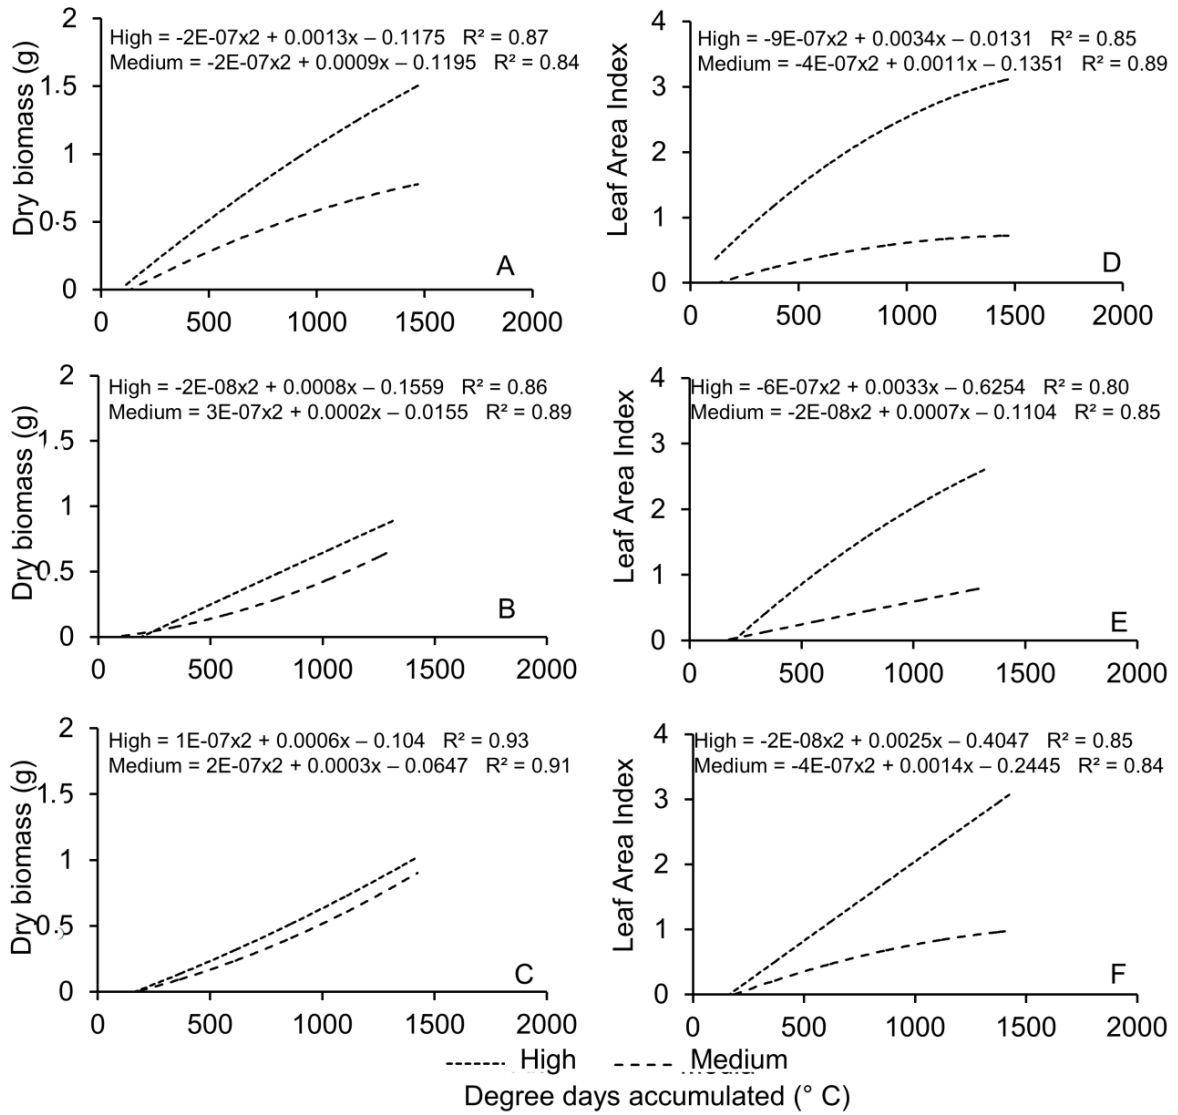 2
High = -2E-07x2 + 0.0013x – 0.1175 R² = 0.87
Medium = -2E-07x2 + 0.0009x – 0.1195 R² = 0.84
1.5
1
0.5
0
Dry biomass (g)
A
0 500 1000 1500 2000
4
High = -9E-07x2 + 0.0034x – 0.0131 R² = 0.85
Medium = -4E-07x2 + 0.0011x – 0.1351 R² = 0.89
3
2
1
0
Leaf Area Index
D
0 500 1000 1500 2000
2
High = -2E-08x2 + 0.0008x – 0.1559 R² = 0.86
Medium = 3E-07x2 + 0.0002x – 0.0155 R² = 0.89
1.5
1
0.5
0
Dry biomass (g)
B
0 500 1000 1500 2000
4
High = -6E-07x2 + 0.0033x – 0.6254 R² = 0.80
Medium = -2E-08x2 + 0.0007x – 0.1104 R² = 0.85
3
2
1
0
Leaf Area Index
E
0 500 1000 1500 2000
2
High = 1E-07x2 + 0.0006x – 0.104 R² = 0.93
Medium = 2E-07x2 + 0.0003x – 0.0647 R² = 0.91
1.5
1
0.5
0
Dry biomass (g)
C
0 500 1000 1500 2000
4
High = -2E-08x2 + 0.0025x – 0.4047 R² = 0.85
Medium = -4E-07x2 + 0.0014x – 0.2445 R² = 0.84
3
2
1
0
Leaf Area Index
F
0 500 1000 1500 2000
High Medium
Degree days accumulated (° C)